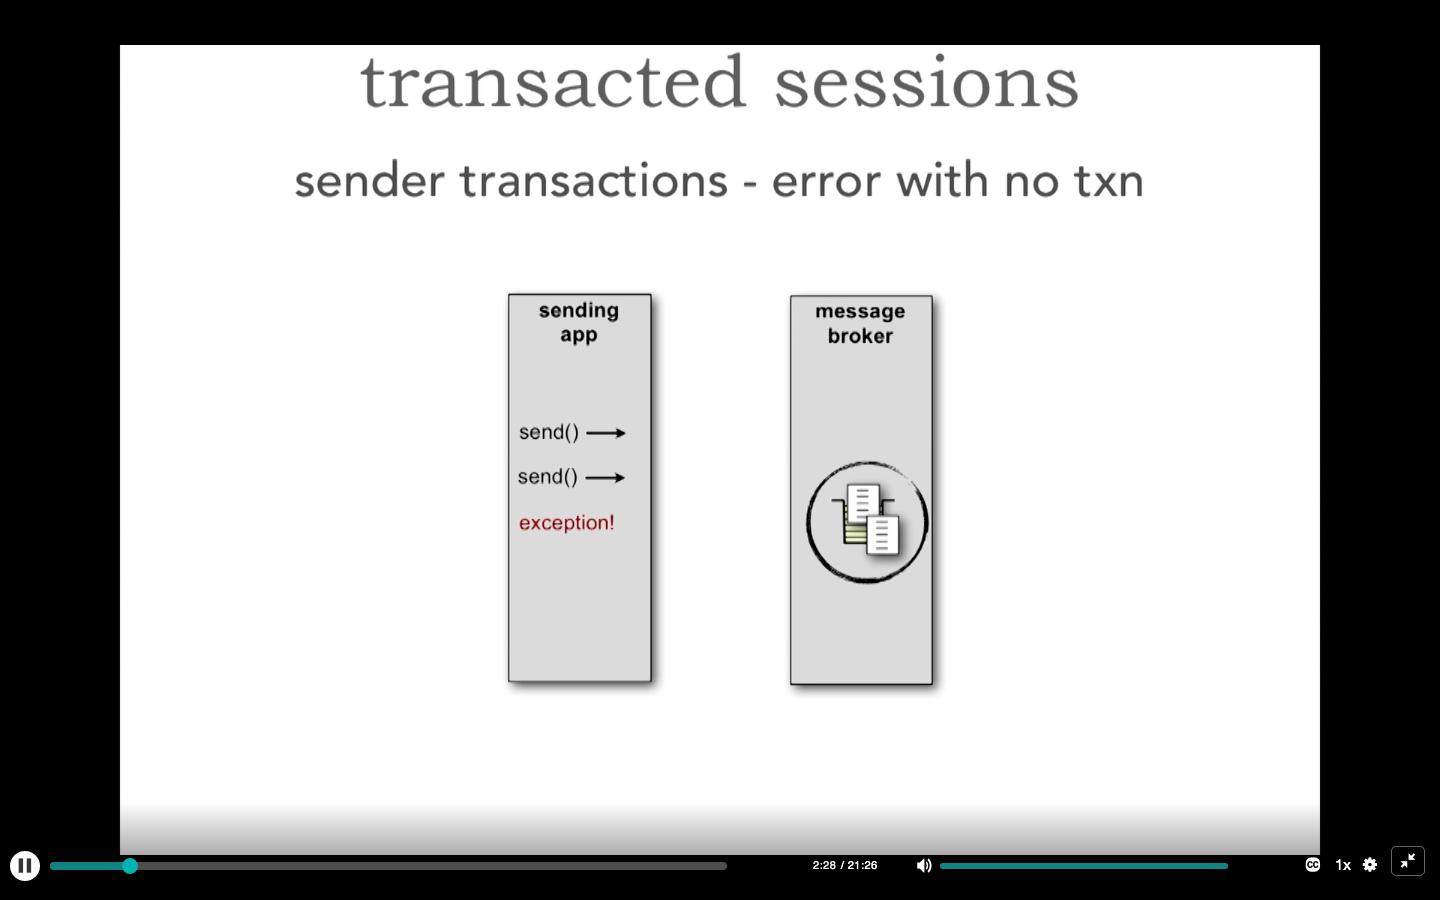 transacted sessions
sender transactions - error with no txn
sending
app
send()
send()
exception!
message
broker
2:28 / 21:26
CC
1x